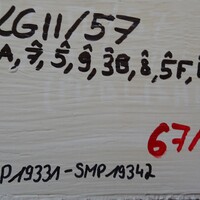 LG11/57
A, 7, 5, 9, 3B, 8, 5F,
67/
P19331-SMP19342